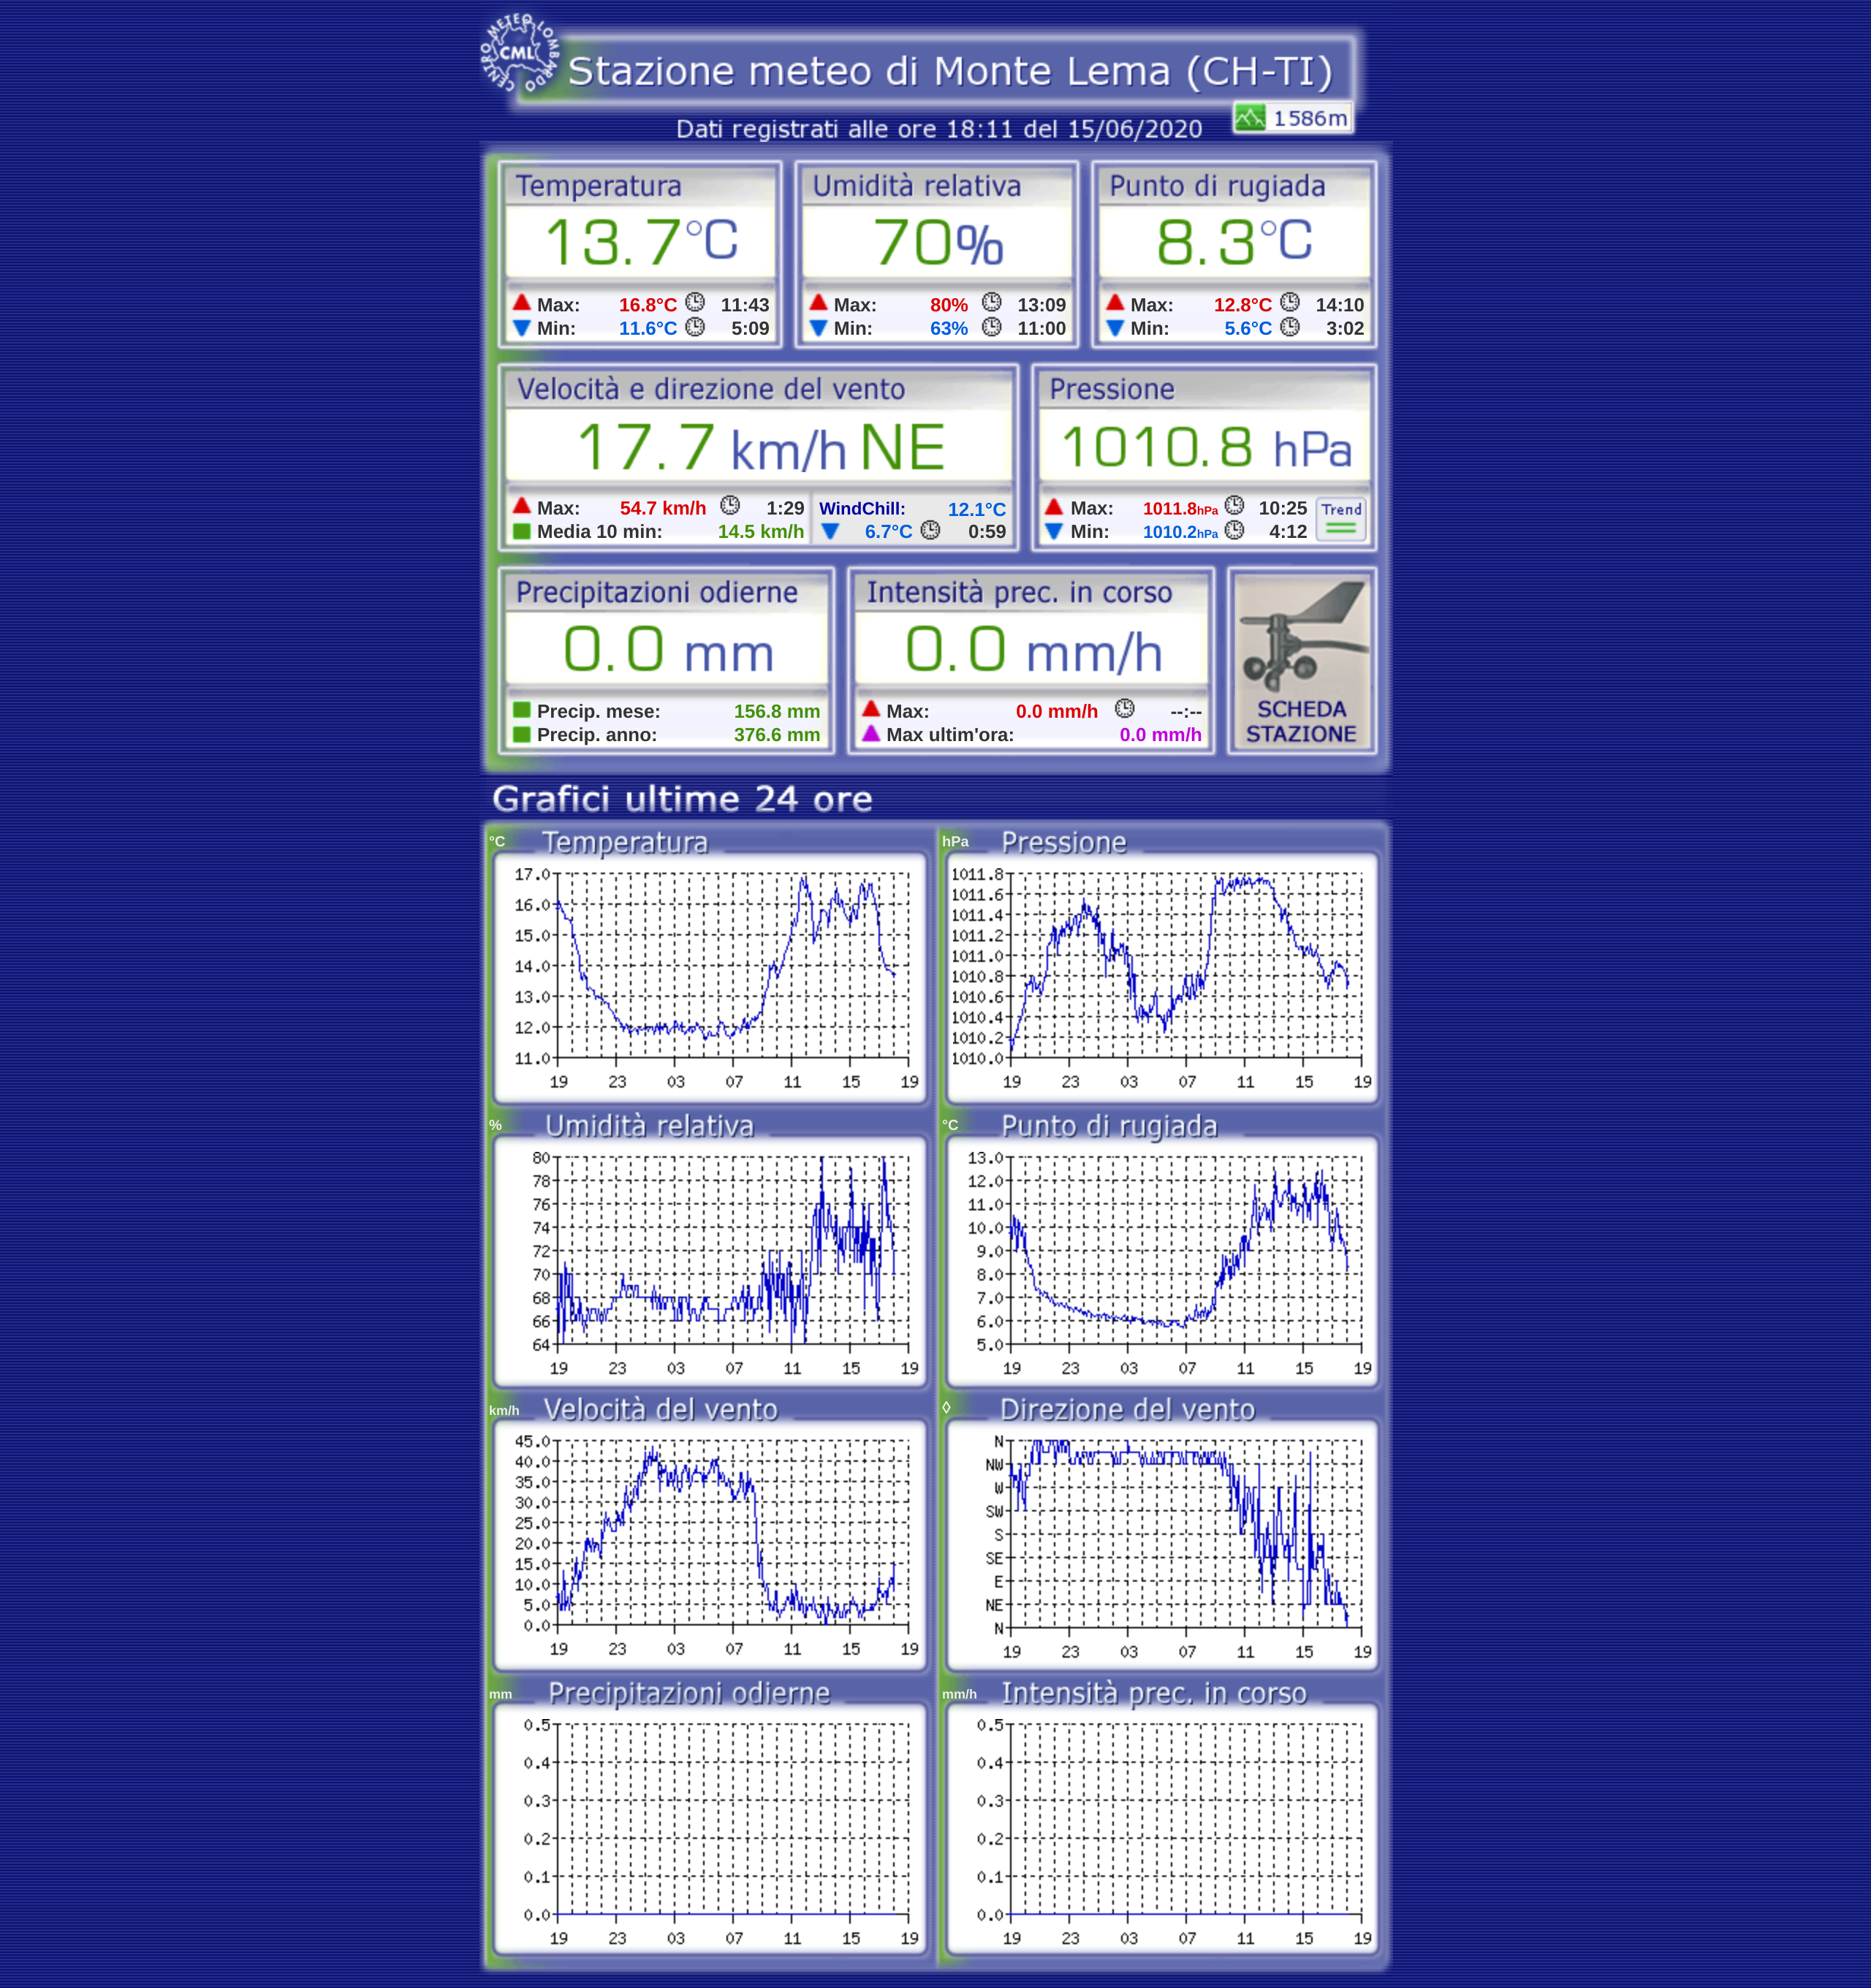 CENTRO METEO LOMBARDO
CML
Stazione meteo di Monte Lema (CH-TI)
1586m
Dati registrati alle ore 18:11 del 15/06/2020
Temperatura
13.7°C
Max: 16.8°C 11:43
Min: 11.6°C 5:09
Umidità relativa
70%
Max: 80% 13:09
Min: 63% 11:00
Punto di rugiada
8.3°C
Max: 12.8°C 14:10
Min: 5.6°C 3:02
Velocità e direzione del vento
17.7 km/h NE
Max: 54.7 km/h 1:29
Media 10 min: 14.5 km/h
WindChill: 12.1°C
6.7°C 0:59
Pressione
1010.8 hPa
Max: 1011.8hPa 10:25
Min: 1010.2hPa 4:12
Trend
Precipitazioni odierne
0.0 mm
Precip. mese: 156.8 mm
Precip. anno: 376.6 mm
Intensità prec. in corso
0.0 mm/h
Max: 0.0 mm/h --:--
Max ultim'ora: 0.0 mm/h
SCHEDA
STAZIONE
Grafici ultime 24 ore
°C Temperatura
17.0
16.0
15.0
14.0
13.0
12.0
11.0
19 23 03 07 11 15 19
hPa Pressione
1011.8
1011.6
1011.4
1011.2
1011.0
1010.8
1010.6
1010.4
1010.2
1010.0
19 23 03 07 11 15 19
% Umidità relativa
80
78
76
74
72
70
68
66
64
19 23 03 07 11 15 19
°C Punto di rugiada
13.0
12.0
11.0
10.0
9.0
8.0
7.0
6.0
5.0
19 23 03 07 11 15 19
km/h Velocità del vento
45.0
40.0
35.0
30.0
25.0
20.0
15.0
10.0
5.0
0.0
19 23 03 07 11 15 19
◊ Direzione del vento
N
NW
W
SW
S
SE
E
NE
N
19 23 03 07 11 15 19
mm Precipitazioni odierne
0.5
0.4
0.3
0.2
0.1
0.0
19 23 03 07 11 15 19
mm/h Intensità prec. in corso
0.5
0.4
0.3
0.2
0.1
0.0
19 23 03 07 11 15 19